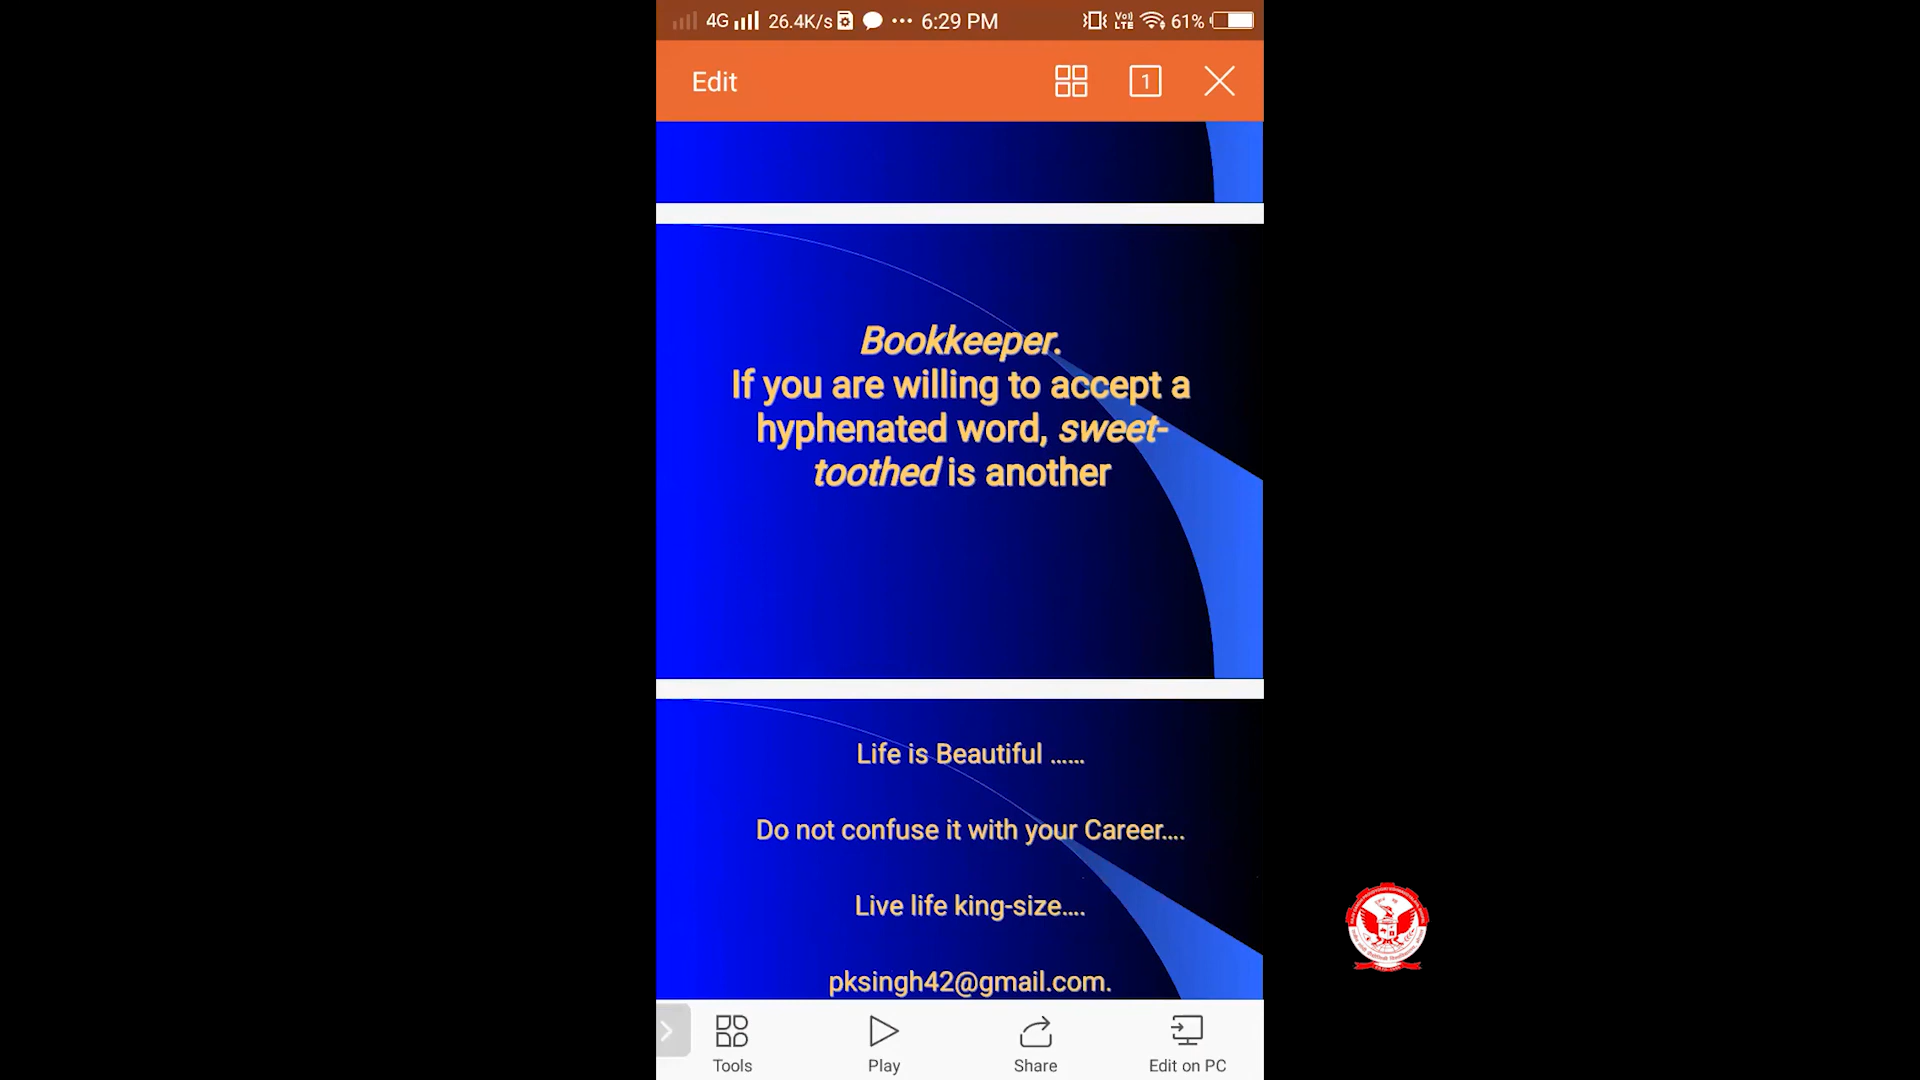 4G 26.4K/s ... 6:29 PM Vo) LTE 61%
Edit 1
Bookkeeper.
If you are willing to accept a
hyphenated word, sweet-
toothed is another
Life is Beautiful ......
Do not confuse it with your Career....
Live life king-size....
pksingh42@gmail.com.
Tools Play Share Edit on PC